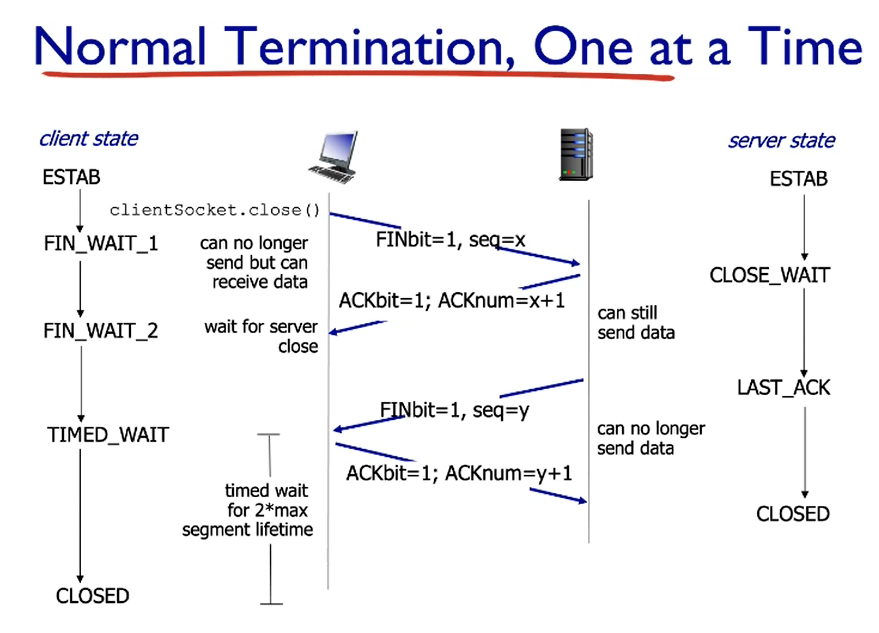 Normal Termination, One at a Time
client state
server state
ESTAB
ESTAB
clientSocket.close()
FINbit=1, seq=x
FIN_WAIT_1
can no longer
send but can
receive data
CLOSE_WAIT
ACKbit=1; ACKnum=x+1
can still
send data
FIN_WAIT_2
wait for server
close
LAST_ACK
FINbit=1, seq=y
can no longer
send data
TIMED_WAIT
ACKbit=1; ACKnum=y+1
timed wait
for 2*max
segment lifetime
CLOSED
CLOSED